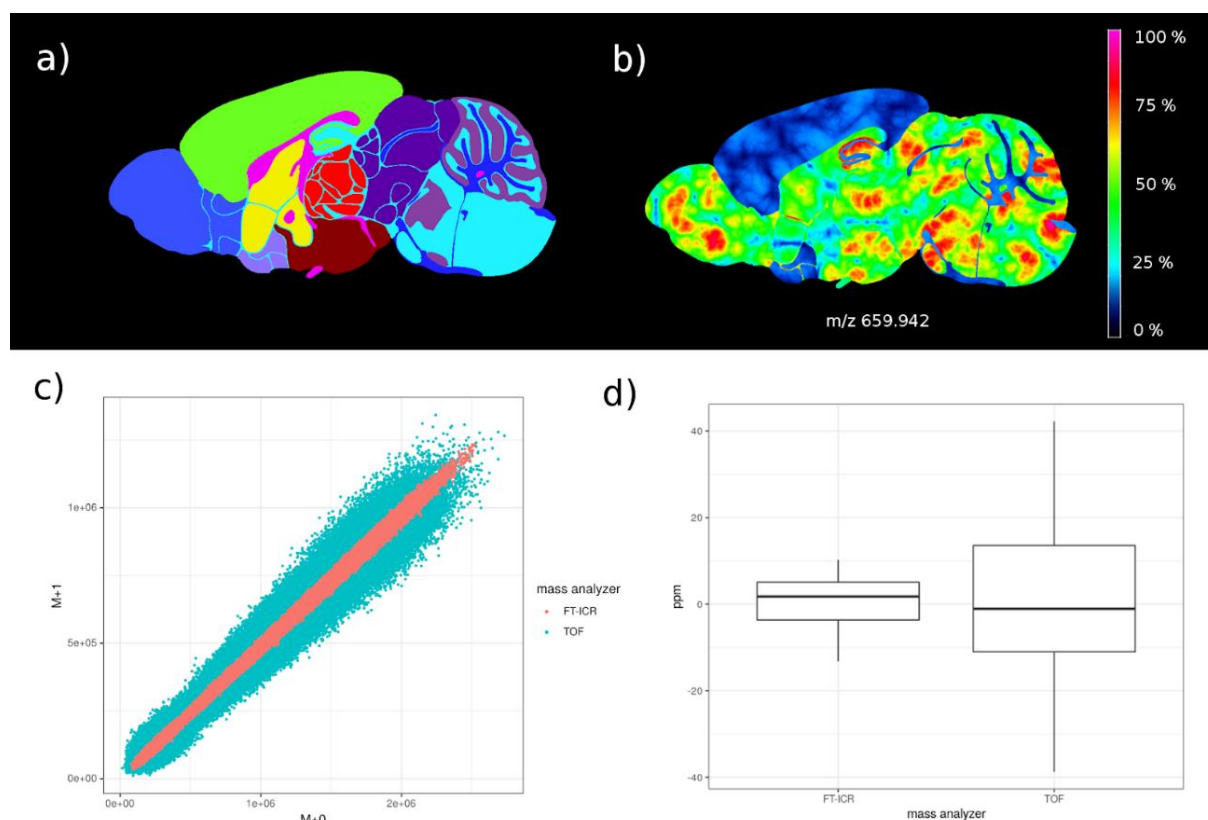 a)
b)
100 %
75 %
50 %
25 %
0 %
m/z 659.942
c)
d)
M+1
1e+06
5e+05
0e+00
0e+00
1e+06
2e+06
M+0
mass analyzer
FT-ICR
TOF
ppm
40
20
0
-20
-40
FT-ICR
TOF
mass analyzer